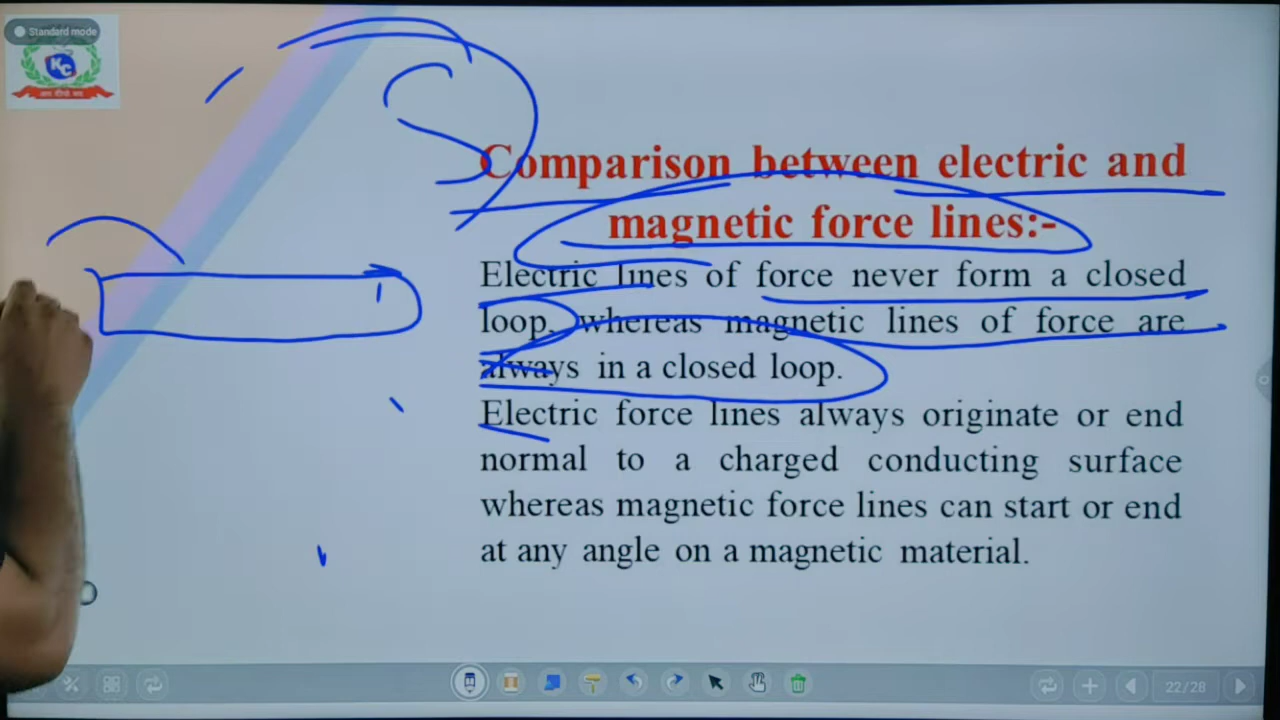 Standard mode
KC
Comparison between electric and
magnetic force lines:-
Electric lines of force never form a closed
loop, whereas magnetic lines of force are
always in a closed loop.
Electric force lines always originate or end
normal to a charged conducting surface
whereas magnetic force lines can start or end
at any angle on a magnetic material.
22/28